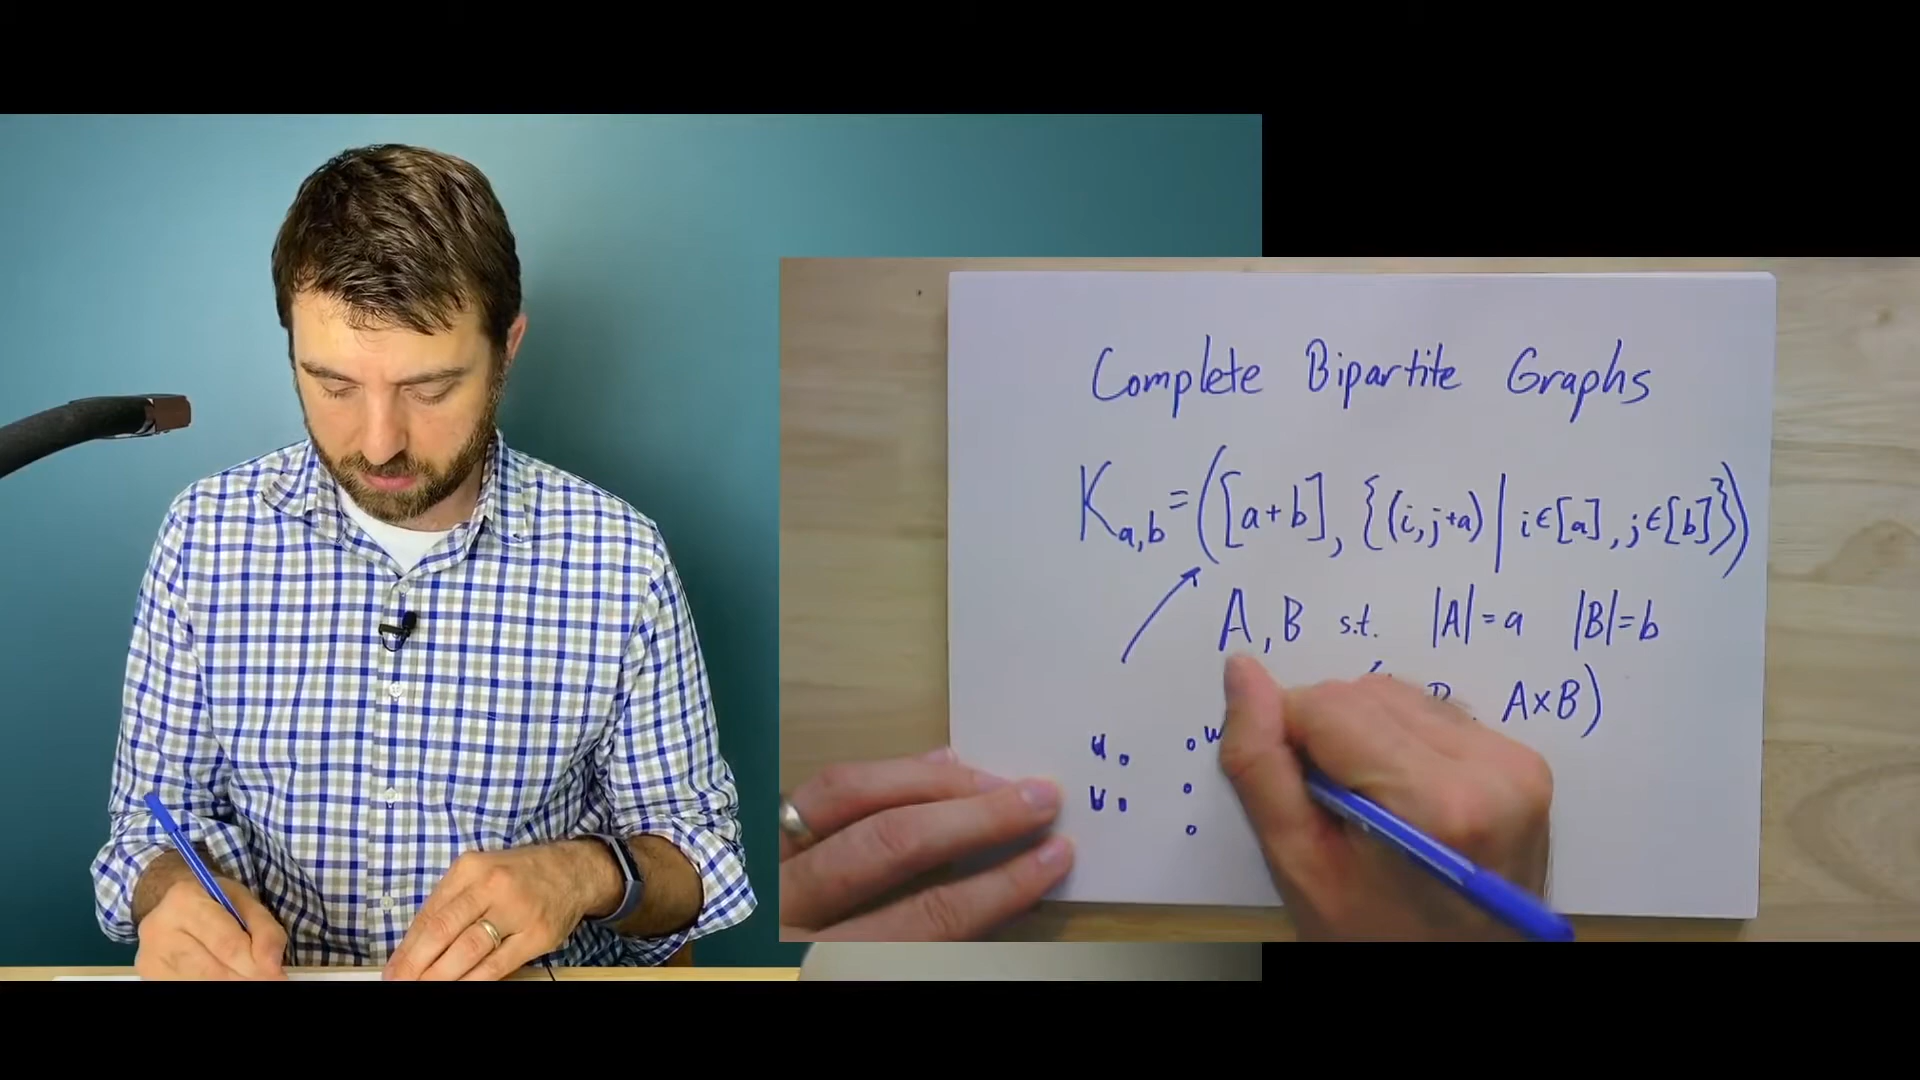 Complete Bipartite Graphs
K_{a,b} = ([a+b], {(i,j+a) | i∈[a], j∈[b]})
A, B s.t. |A|=a |B|=b
( B, A×B)
u
w
v